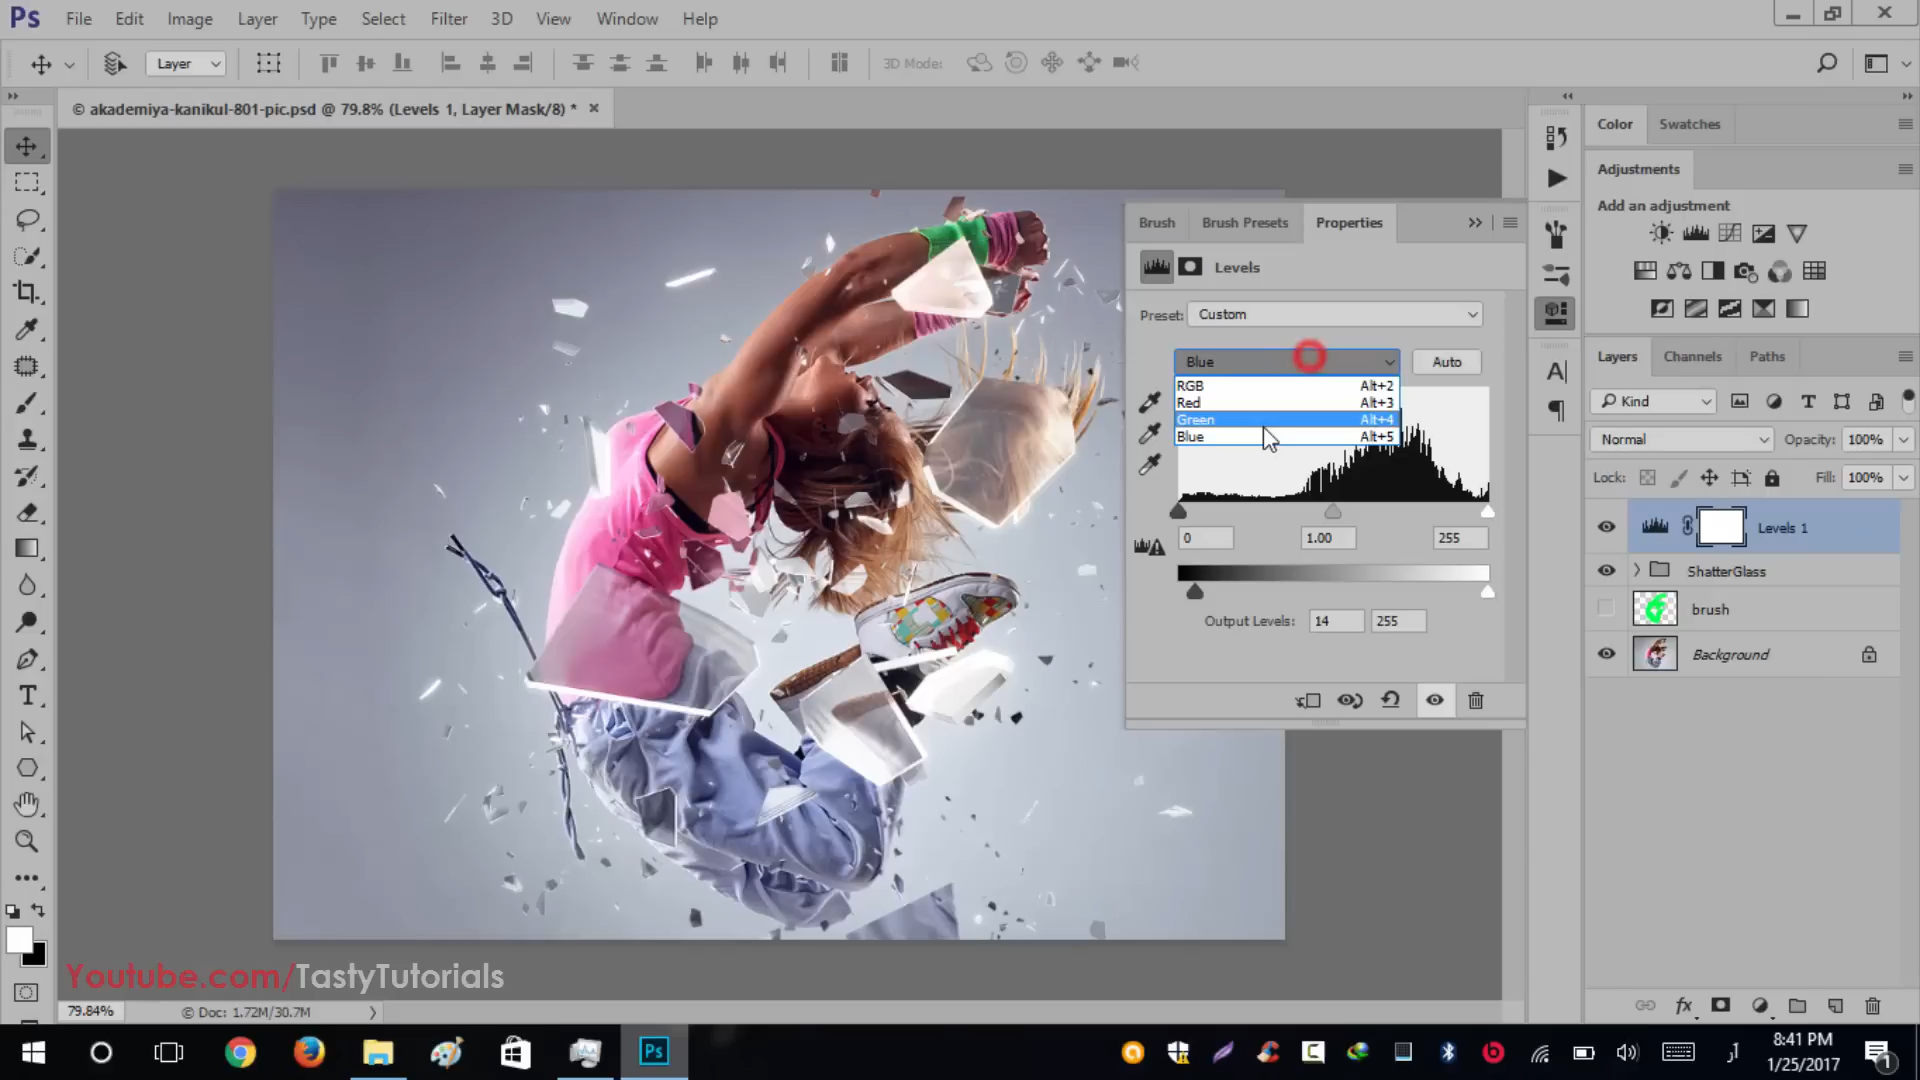 Ps File Edit Image Layer Type Select Filter 3D View Window Help
Layer 3D Mode:
© akademiya-kanikul-801-pic.psd @ 79.8% (Levels 1, Layer Mask/8) *
Color Swatches
Adjustments
Add an adjustment
Brush Brush Presets Properties
Levels
Preset: Custom
Blue Auto
RGB Alt+2
Red Alt+3
Green Alt+4
Blue Alt+5
0 1.00 255
Output Levels: 14 255
Layers Channels Paths
Kind
Normal Opacity: 100%
Lock: Fill: 100%
Levels 1
ShatterGlass
brush
Background
Youtube.com/TastyTutorials
79.84% © Doc: 1.72M/30.7M
Ps
8:41 PM
1/25/2017
1